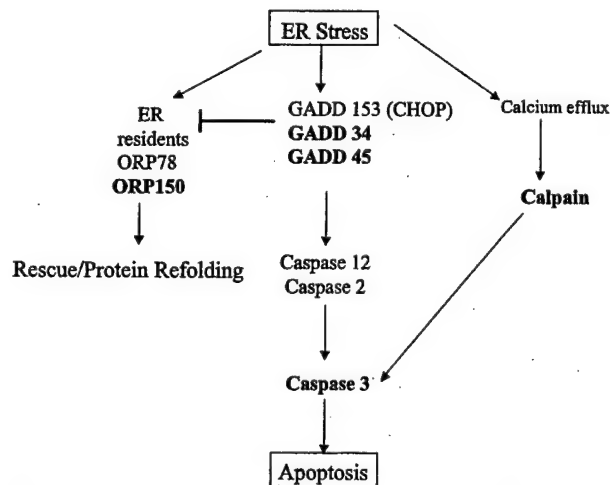 ER Stress
ER
residents
ORP78
ORP150
GADD 153 (CHOP)
GADD 34
GADD 45
Calcium efflux
Calpain
Rescue/Protein Refolding
Caspase 12
Caspase 2
Caspase 3
Apoptosis